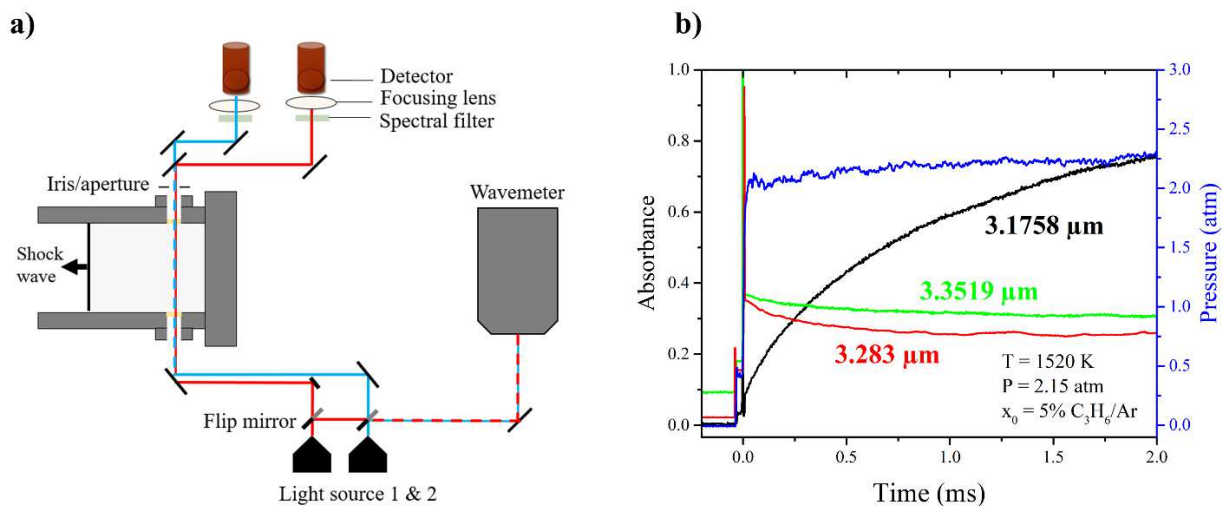 a)
Detector
Focusing lens
Spectral filter
Iris/aperture
Wavemeter
Shock
wave
Flip mirror
Light source 1 & 2
b)
1.0
0.8
0.6
0.4
0.2
0.0
Absorbance
3.0
2.5
2.0
1.5
1.0
0.5
0.0
Pressure (atm)
3.1758 µm
3.3519 µm
3.283 µm
T = 1520 K
P = 2.15 atm
x₀ = 5% C₃H₆/Ar
0.0 0.5 1.0 1.5 2.0
Time (ms)